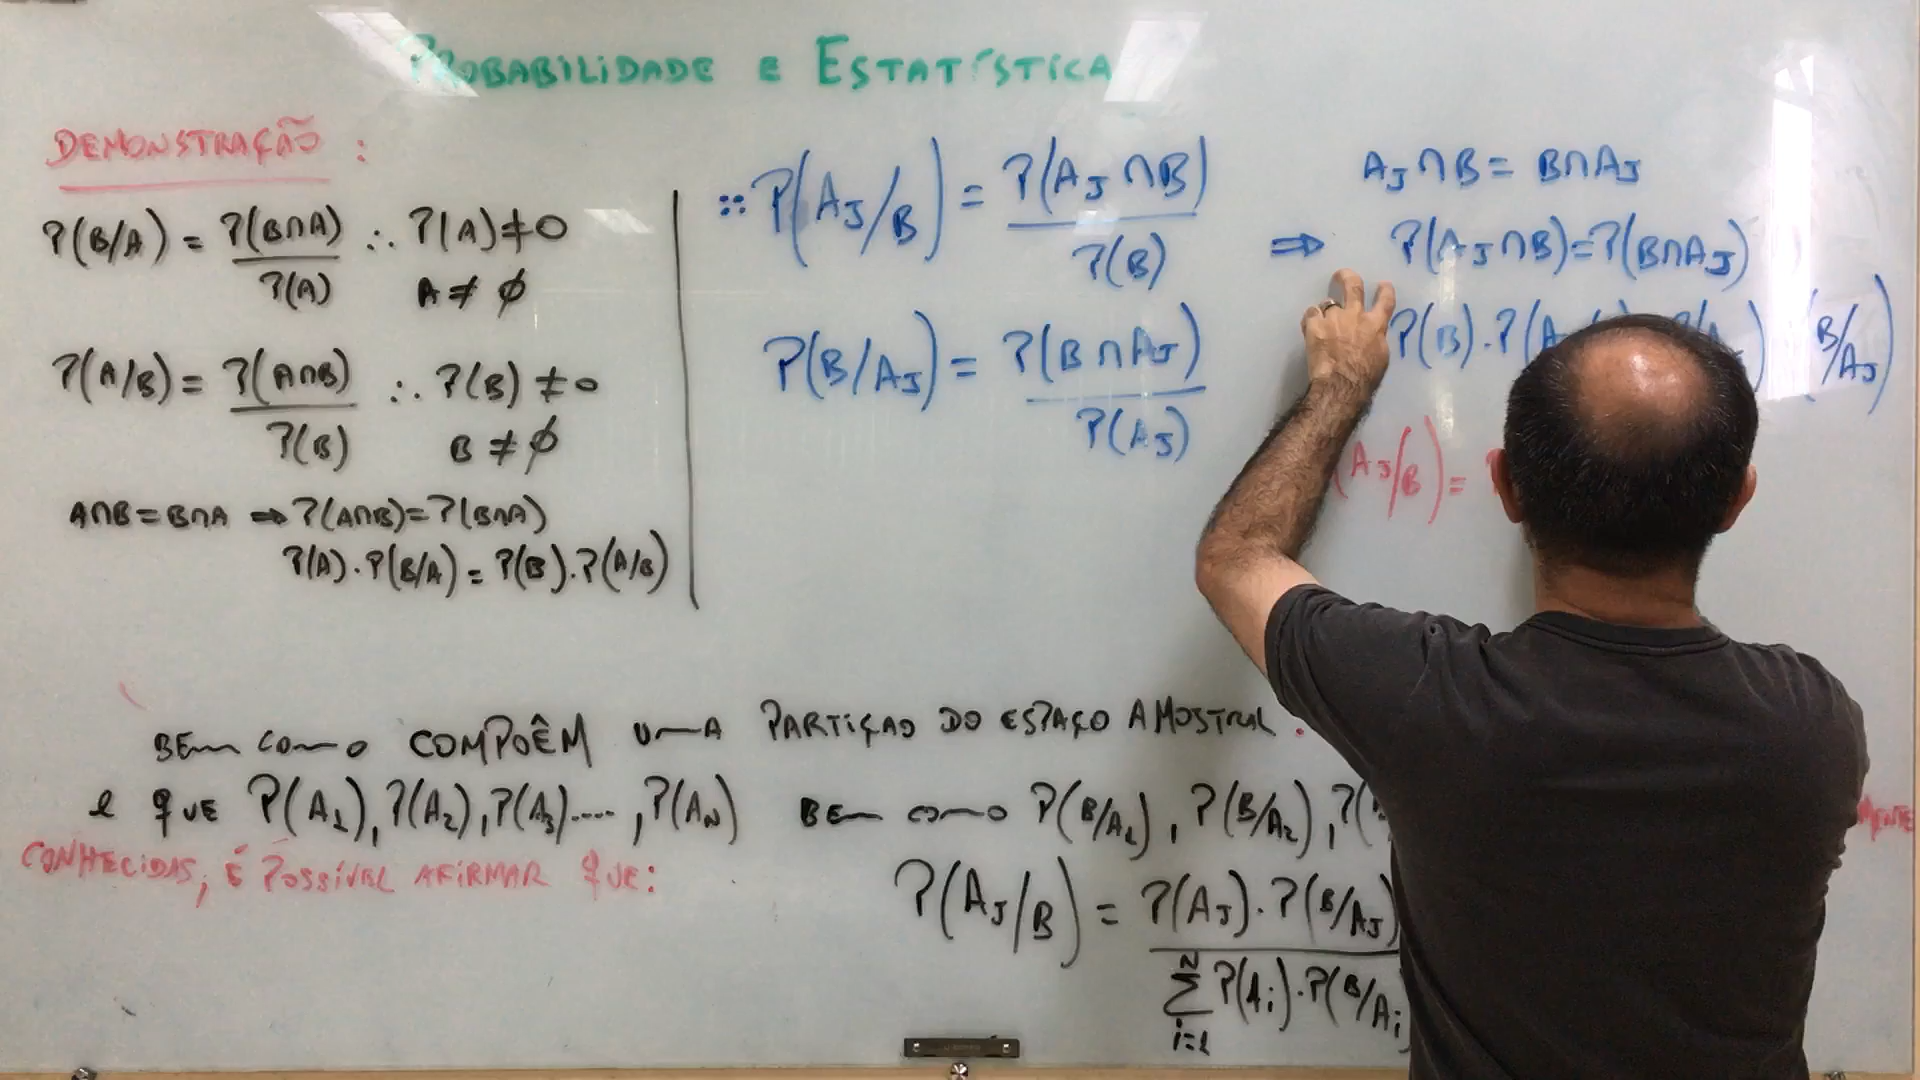 PROBABILIDADE E ESTATÍSTICA
DEMONSTRAÇÃO:
P(B/A) = P(B∩A) / P(A) ∴ P(A)≠0
A ≠ ∅
P(A/B) = P(A∩B) / P(B) ∴ P(B) ≠ 0
B ≠ ∅
A∩B = B∩A ⇒ P(A∩B)=P(B∩A)
P(A).P(B/A) = P(B).P(A/B)
:: P(AJ/B) = P(AJ ∩ B) / P(B)
P(B/AJ) = P(B ∩ AJ) / P(AJ)
AJ ∩ B = B∩AJ
⇒ P(AJ∩B)=P(B∩AJ)
P(B).P(A (B/AJ)
(AJ/B) =
BEM COMO COMPÕÊM UMA PARTIÇÃO DO ESPAÇO AMOSTRAL.
E QUE P(A1), P(A2), P(A3)...., P(AN) BEM COMO P(B/A1), P(B/A2), P(
CONHECIDAS, É POSSÍVEL AFIRMAR QUE:
P(AJ/B) = P(AJ).P(B/AJ) / N∑i=1 P(Ai).P(B/Ai